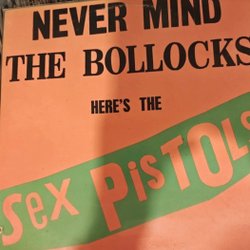 NEVER MIND
THE BOLLOCKS
HERE'S THE
Sex PiSTOLS